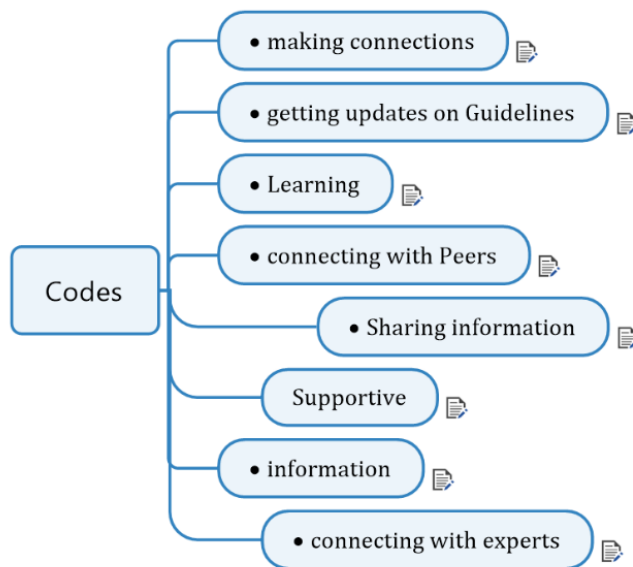 • making connections
• getting updates on Guidelines
• Learning
• connecting with Peers
Codes
• Sharing information
Supportive
• information
• connecting with experts